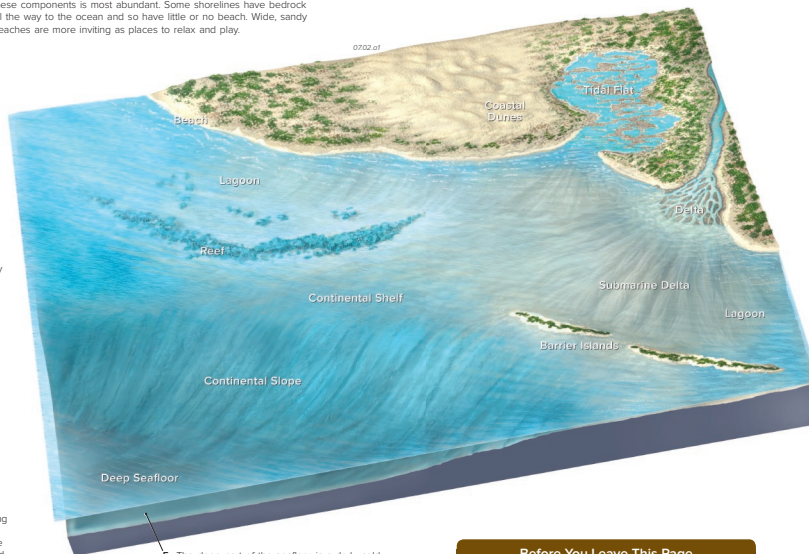 these components is most abundant. Some shorelines have bedrock
the way to the ocean and so have little or no beach. Wide, sandy
beaches are more inviting as places to relax and play.
07.02.a1
Tidal Flat
Coastal
Dunes
Beach
Lagoon
Delta
Reef
Submarine Delta
Continental Shelf
Lagoon
Barrier Islands
Continental Slope
Deep Seafloor
Before You Leave This Page